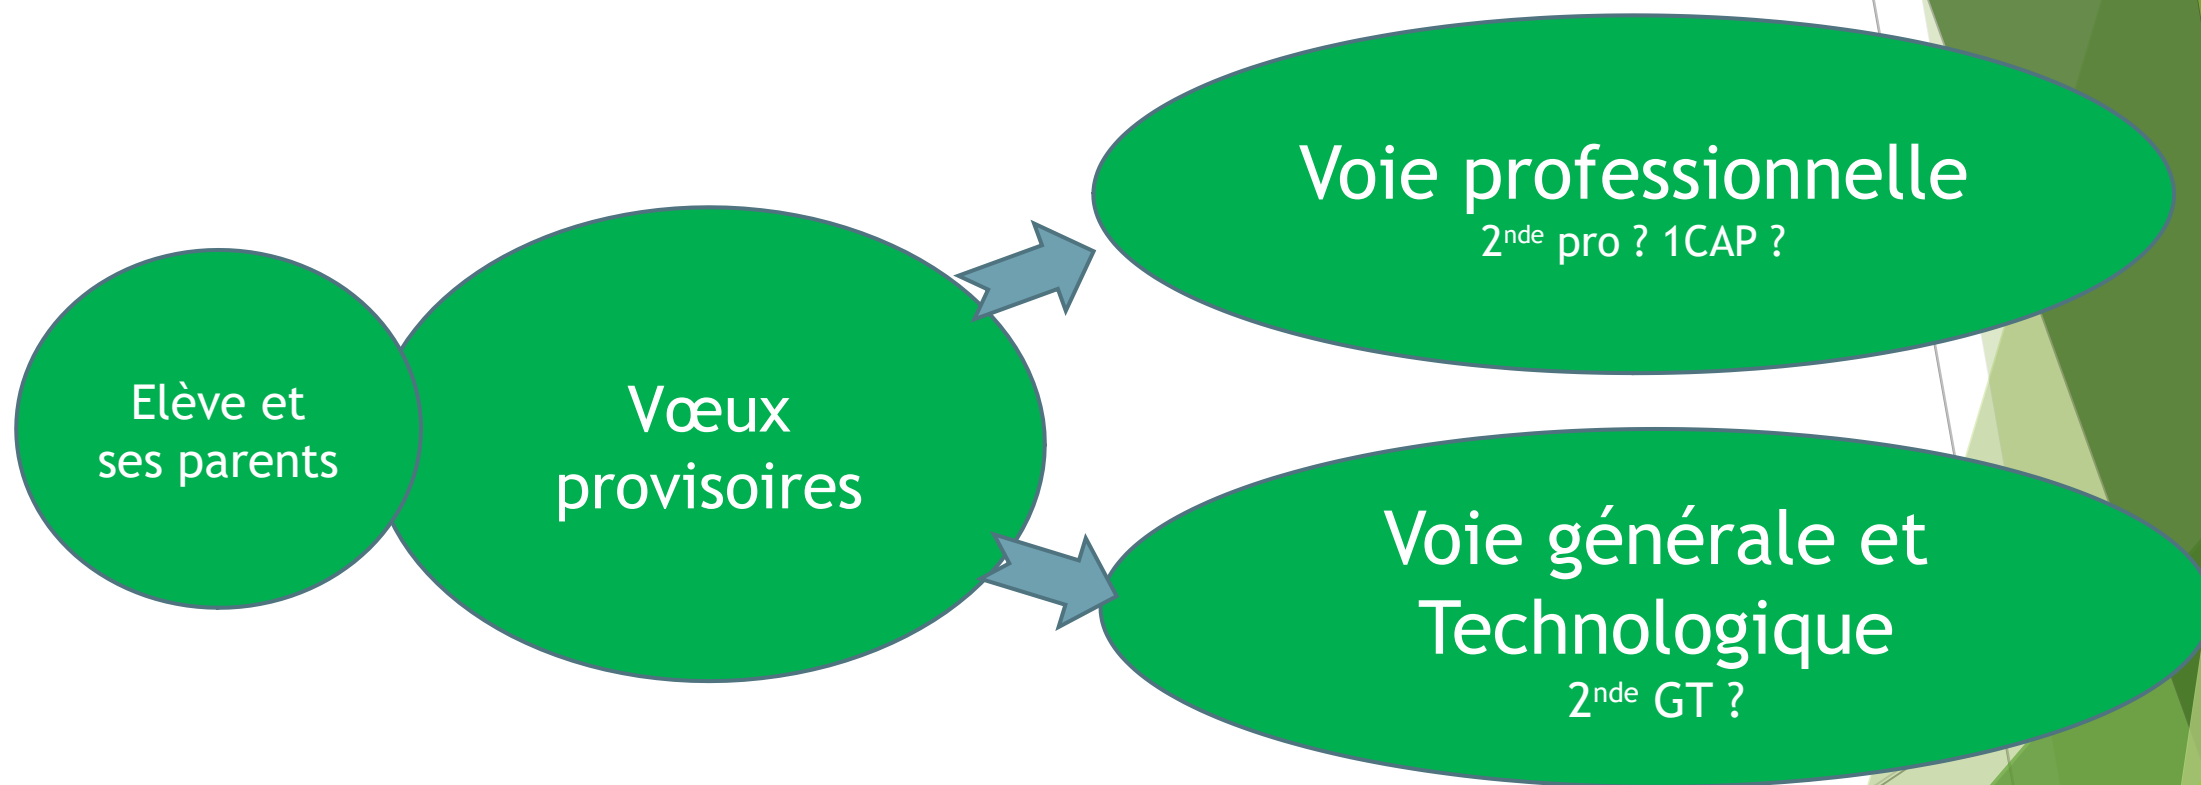 Elève et
ses parents
Vœux
provisoires
Voie professionnelle
2nde pro ? 1CAP ?
Voie générale et
Technologique
2nde GT ?